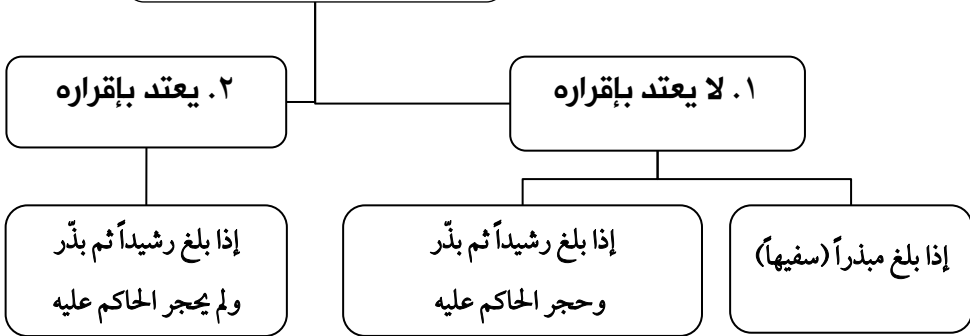 ١. لا يعتد بإقراره
٢. يعتد بإقراره
إذا بلغ مبذراً (سفيهاً)
إذا بلغ رشيداً ثم بذّر
وحجر الحاكم عليه
إذا بلغ رشيداً ثم بذّر
ولم يحجر الحاكم عليه